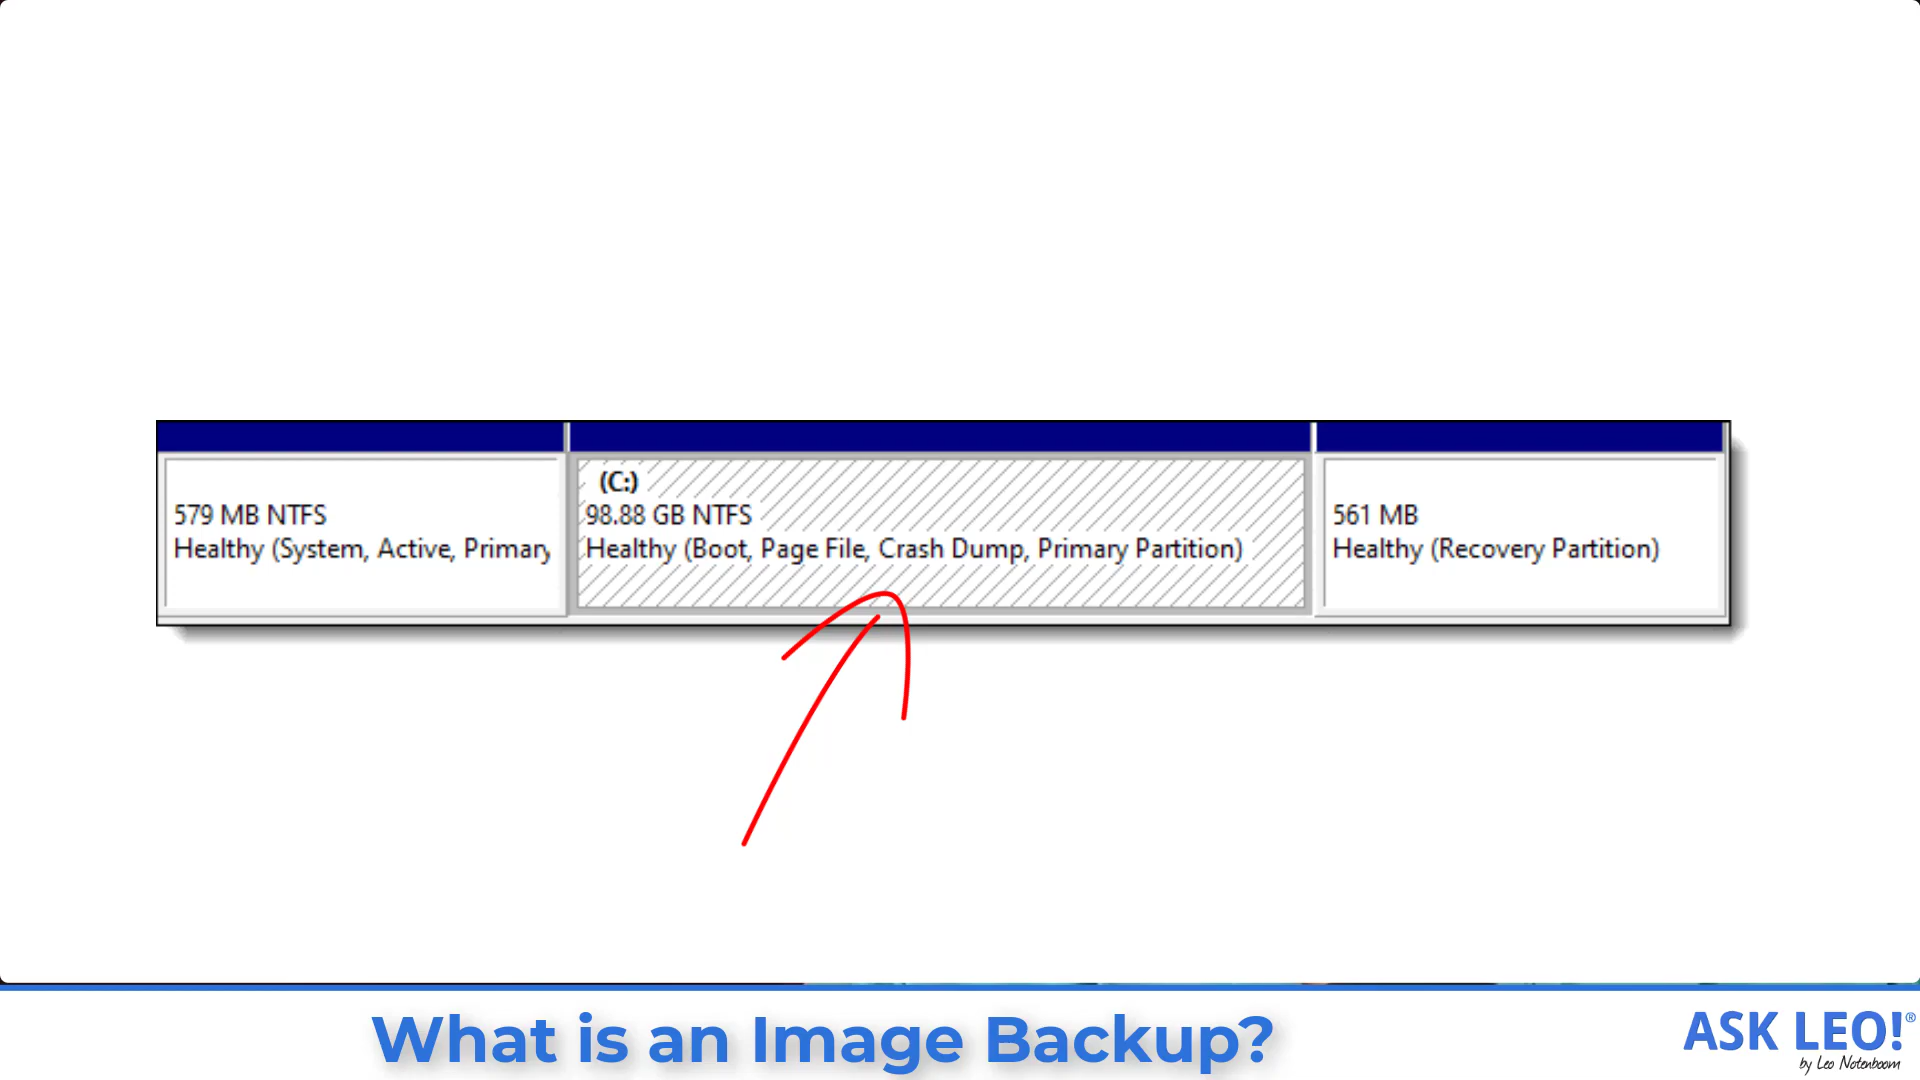 579 MB NTFS
Healthy (System, Active, Primary
(C:)
98.88 GB NTFS
Healthy (Boot, Page File, Crash Dump, Primary Partition)
561 MB
Healthy (Recovery Partition)
What is an Image Backup?
ASK LEO!®
by Leo Notenboom